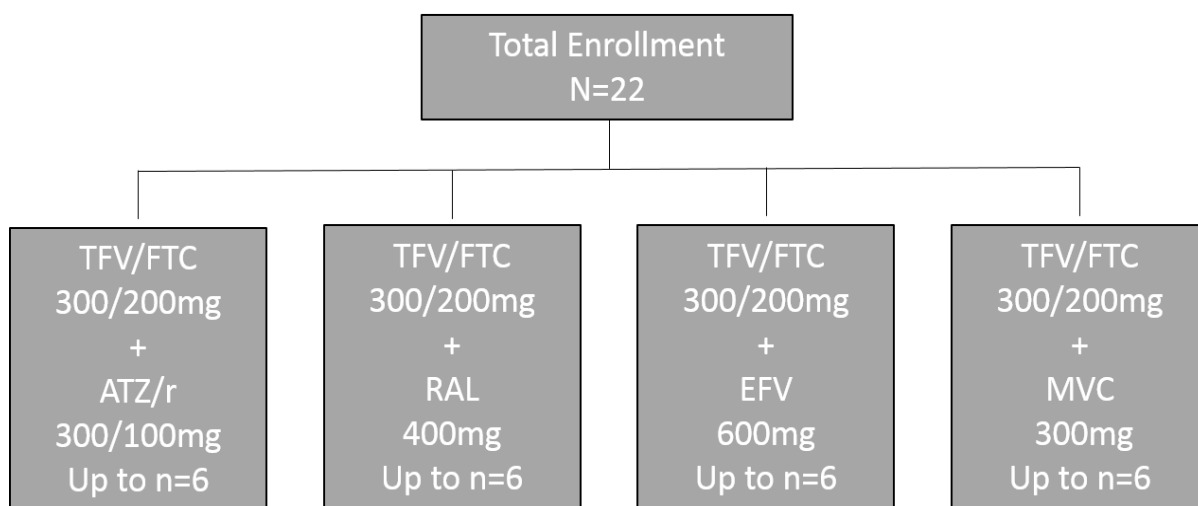 Total Enrollment
N=22
TFV/FTC
300/200mg
+
ATZ/r
300/100mg
Up to n=6
TFV/FTC
300/200mg
+
RAL
400mg
Up to n=6
TFV/FTC
300/200mg
+
EFV
600mg
Up to n=6
TFV/FTC
300/200mg
+
MVC
300mg
Up to n=6